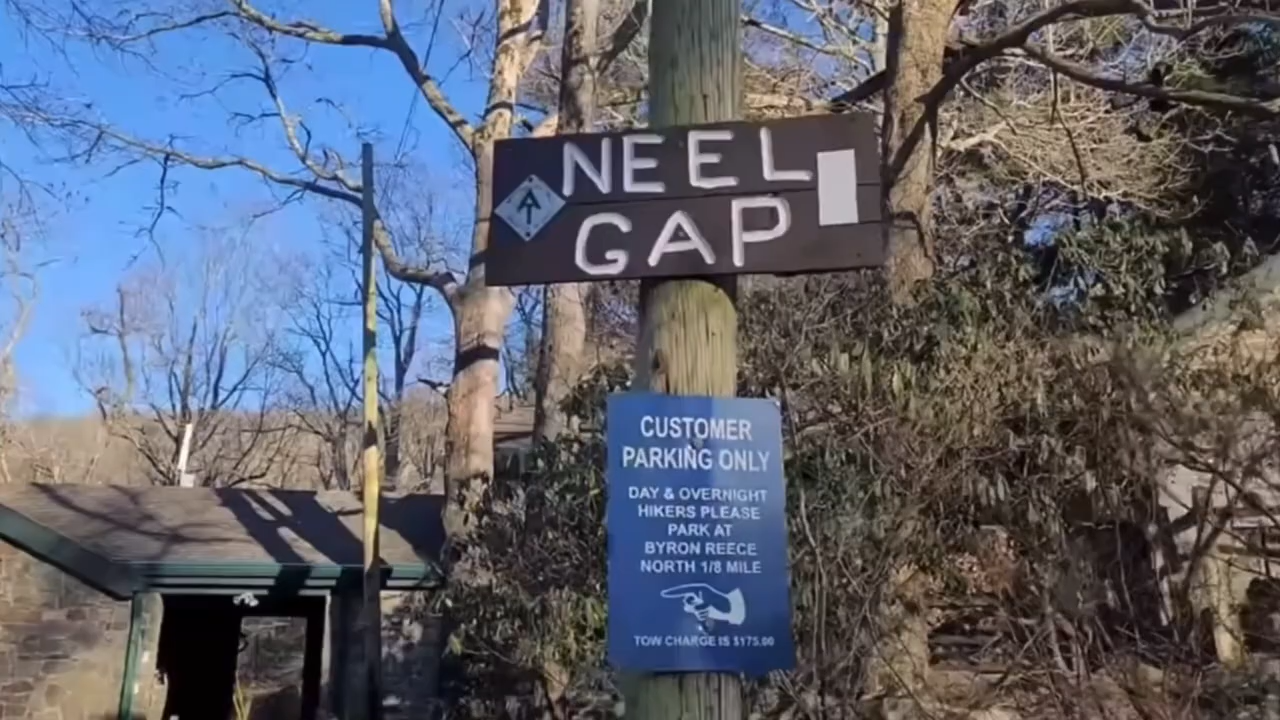 NEEL
GAP
AT
CUSTOMER
PARKING ONLY
DAY & OVERNIGHT
HIKERS PLEASE
PARK AT
BYRON REECE
NORTH 1/8 MILE
TOW CHARGE IS $175.00